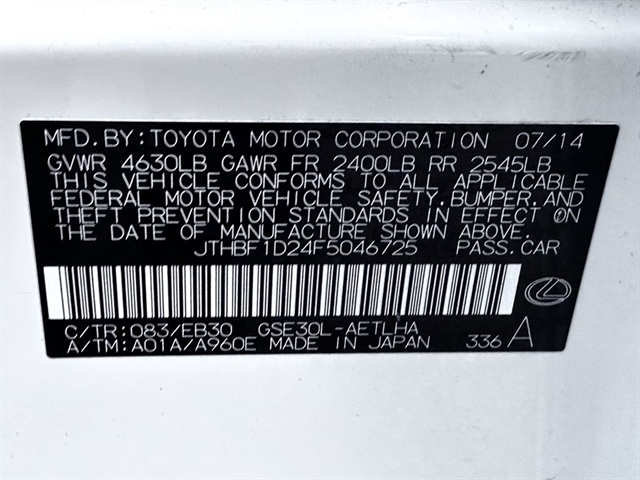 MFD.BY:TOYOTA MOTOR CORPORATION 07/14
GVWR 4630LB GAWR FR 2400LB RR 2545LB
THIS VEHICLE CONFORMS TO ALL APPLICABLE
FEDERAL MOTOR VEHICLE SAFETY,BUMPER,AND
THEFT PREVENTION STANDARDS IN EFFECT ON
THE DATE OF MANUFACTURE SHOWN ABOVE.
JTHBF1D24F5046725 PASS.CAR
C/TR:083/EB30 GSE30L-AETLHA
A/TM:A01A/A960E MADE IN JAPAN 336 A